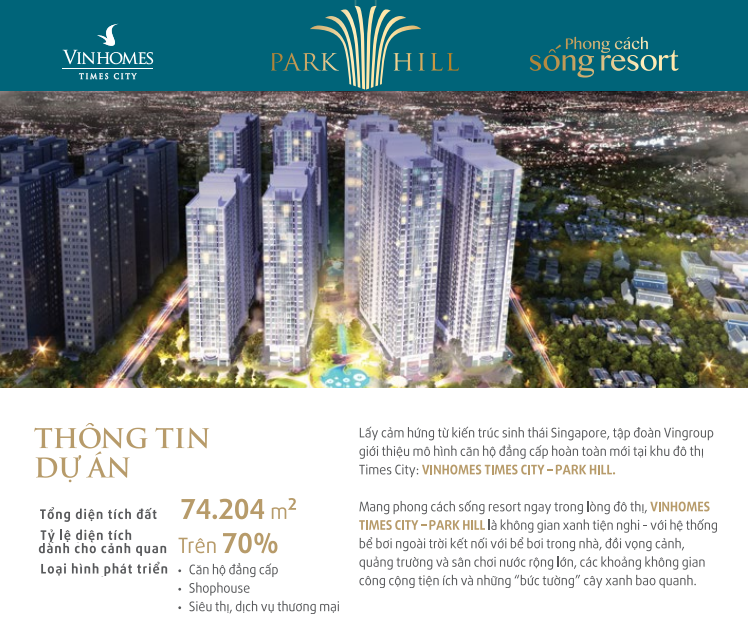 VINHOMES
TIMES CITY
PARK HILL
Phong cách
sống resort
THÔNG TIN
DỰ ÁN
Tổng diện tích đất 74.204 m²
Tỷ lệ diện tích
dành cho cảnh quan Trên 70%
Loại hình phát triển • Căn hộ đẳng cấp
• Shophouse
• Siêu thị, dịch vụ thương mại
Lấy cảm hứng từ kiến trúc sinh thái Singapore, tập đoàn Vingroup
giới thiệu mô hình căn hộ đẳng cấp hoàn toàn mới tại khu đô thị
Times City: VINHOMES TIMES CITY – PARK HILL.
Mang phong cách sống resort ngay trong lòng đô thị, VINHOMES
TIMES CITY – PARK HILL là không gian xanh tiện nghi - với hệ thống
bể bơi ngoài trời kết nối với bể bơi trong nhà, đồi vọng cảnh,
quảng trường và sân chơi nước rộng lớn, các khoảng không gian
công cộng tiện ích và những “bức tường” cây xanh bao quanh.